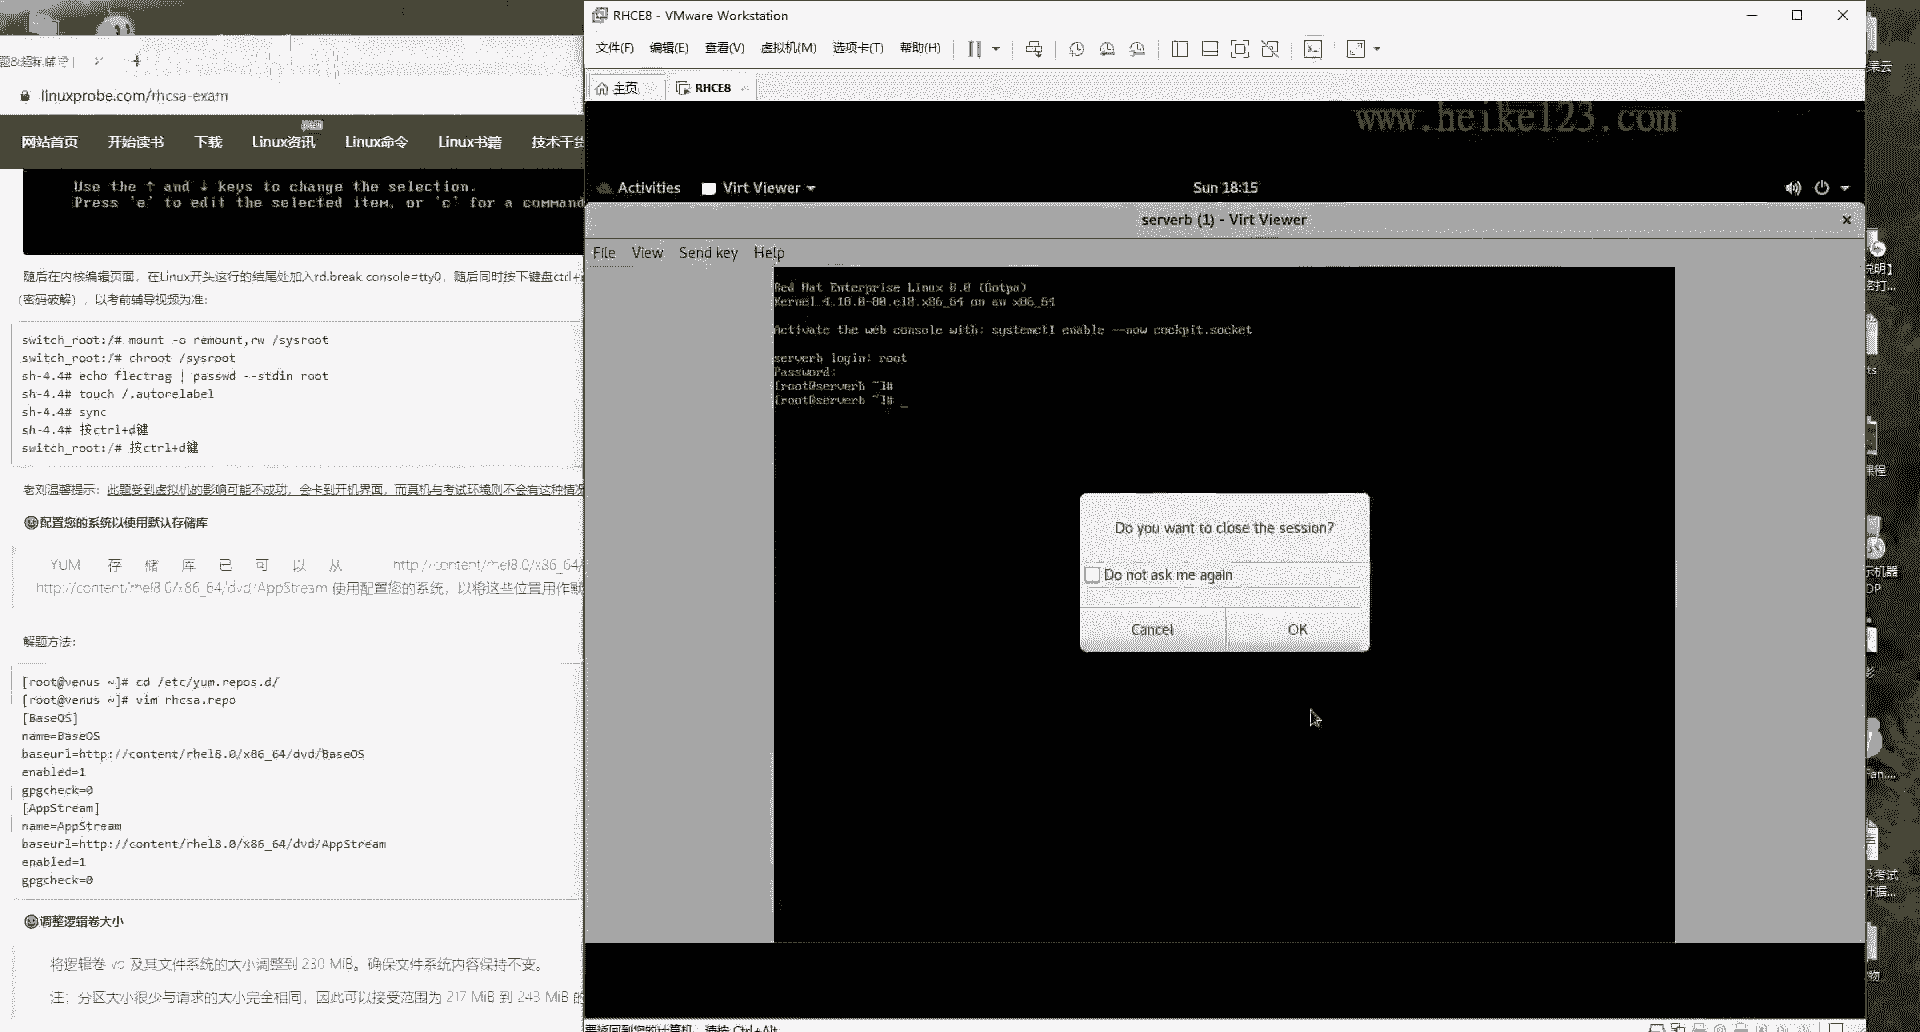 linuxprobe.com/rhcsa-exam
网站首页 开始读书 下载 Linux资讯 Linux命令 Linux书籍 技术干货
Use the ↑ and ↓ keys to change the selection.
Press 'e' to edit the selected item, or 'c' for a command
随后在内核编辑页面，在Linux开头这行的结尾处加入rd.break console=tty0，随后同时按下键盘ctrl+
（密码破解），以考前辅导视频为准：
switch_root:/# mount -o remount,rw /sysroot
switch_root:/# chroot /sysroot
sh-4.4# echo flectrag | passwd --stdin root
sh-4.4# touch /.autorelabel
sh-4.4# sync
sh-4.4# 按ctrl+d键
switch_root:/# 按ctrl+d键
老刘温馨提示：此题受到虚拟机的影响可能不成功，会卡到开机界面，而真机与考试环境则不会有这种情况
配置您的系统以使用默认存储库
YUM 存储库已可以从 http://content/rhel8.0/x86_64/
http://content/rhel8.0/x86_64/dvd/AppStream 使用配置您的系统，以将这些位置用作默
解题方法：
[root@venus ~]# cd /etc/yum.repos.d/
[root@venus ~]# vim rhcsa.repo
[BaseOS]
name=BaseOS
baseurl=http://content/rhel8.0/x86_64/dvd/BaseOS
enabled=1
gpgcheck=0
[AppStream]
name=AppStream
baseurl=http://content/rhel8.0/x86_64/dvd/AppStream
enabled=1
gpgcheck=0
调整逻辑卷大小
将逻辑卷 vo 及其文件系统的大小调整到 230 MiB。确保文件系统内容保持不变。
注：分区大小很少与请求的大小完全相同，因此可以接受范围为 217 MiB 到 243 MiB 的
RHCE8 - VMware Workstation
文件(F) 编辑(E) 查看(V) 虚拟机(M) 选项卡(T) 帮助(H)
主页 RHCE8
www.heike123.com
Activities Virt Viewer Sun 18:15
serverb (1) - Virt Viewer
File View Send key Help
Red Hat Enterprise Linux 8.0 (Ootpa)
Kernel 4.18.0-80.el8.x86_64 on an x86_64
Activate the web console with: systemctl enable --now cockpit.socket
serverb login: root
Password:
[root@serverb ~]#
[root@serverb ~]# _
Do you want to close the session?
Do not ask me again
Cancel OK
要返回到您的计算机，请按 Ctrl+Alt